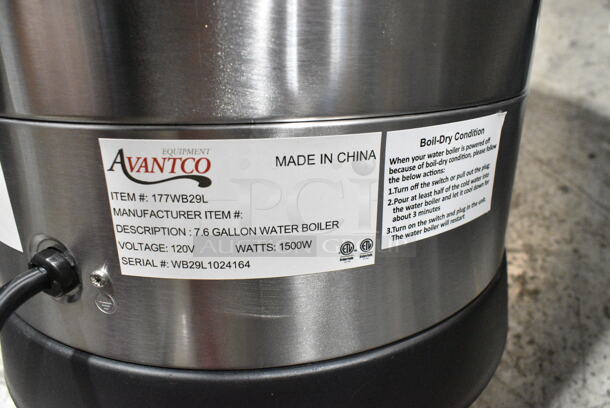 EQUIPMENT
AVANTCO
MADE IN CHINA
ITEM #: 177WB29L
MANUFACTURER ITEM #:
DESCRIPTION : 7.6 GALLON WATER BOILER
VOLTAGE: 120V WATTS: 1500W
SERIAL #: WB29L1024164
Boil-Dry Condition
When your water boiler is powered off
because of boil-dry condition, please follow
the below actions:
1.Turn off the switch or pull out the plug
2.Pour at least half of the cold water into
the water boiler and let it cool down for
about 3 minutes
3.Turn on the switch and plug in the unit.
The water boiler will restart